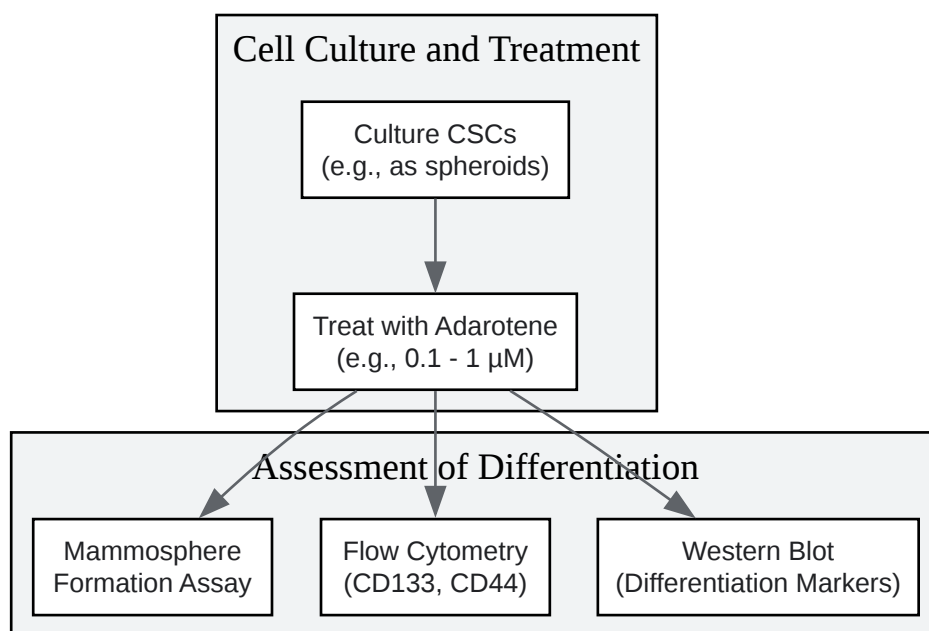 Cell Culture and Treatment
Culture CSCs
(e.g., as spheroids)
Treat with Adarotene
(e.g., 0.1 - 1 µM)
Assessment of Differentiation
Mammosphere
Formation Assay
Flow Cytometry
(CD133, CD44)
Western Blot
(Differentiation Markers)